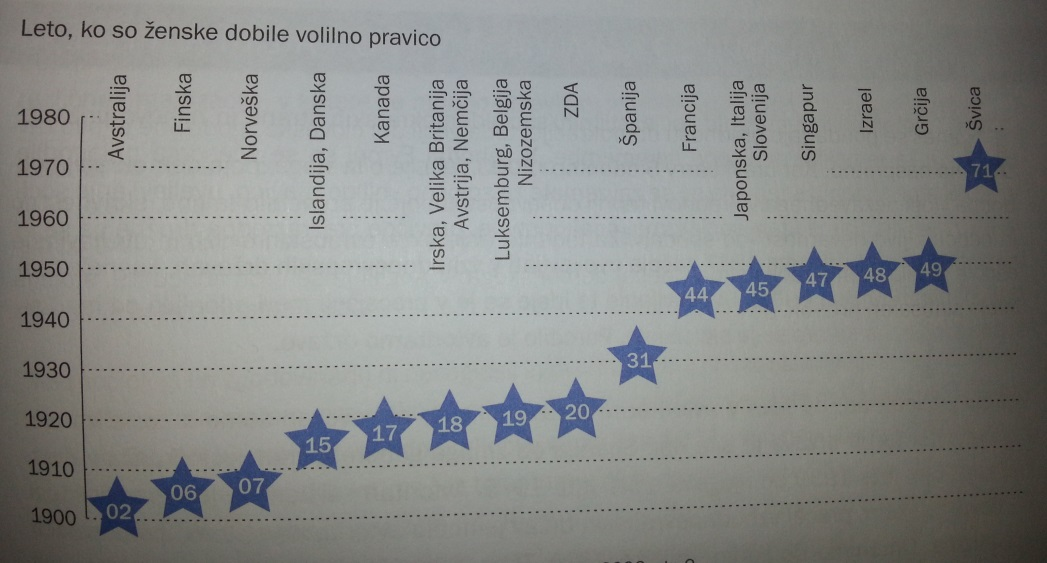 Leto, ko so ženske dobile volilno pravico
Avstralija
Finska
Norveška
Islandija, Danska
Kanada
Irska, Velika Britanija
Avstrija, Nemčija
Luksemburg, Belgija
Nizozemska
ZDA
Španija
Francija
Japonska, Italija
Slovenija
Singapur
Izrael
Grčija
Švica
1980
1970
1960
1950
1940
1930
1920
1910
1900
02
06
07
15
17
18
19
20
31
44
45
47
48
49
71